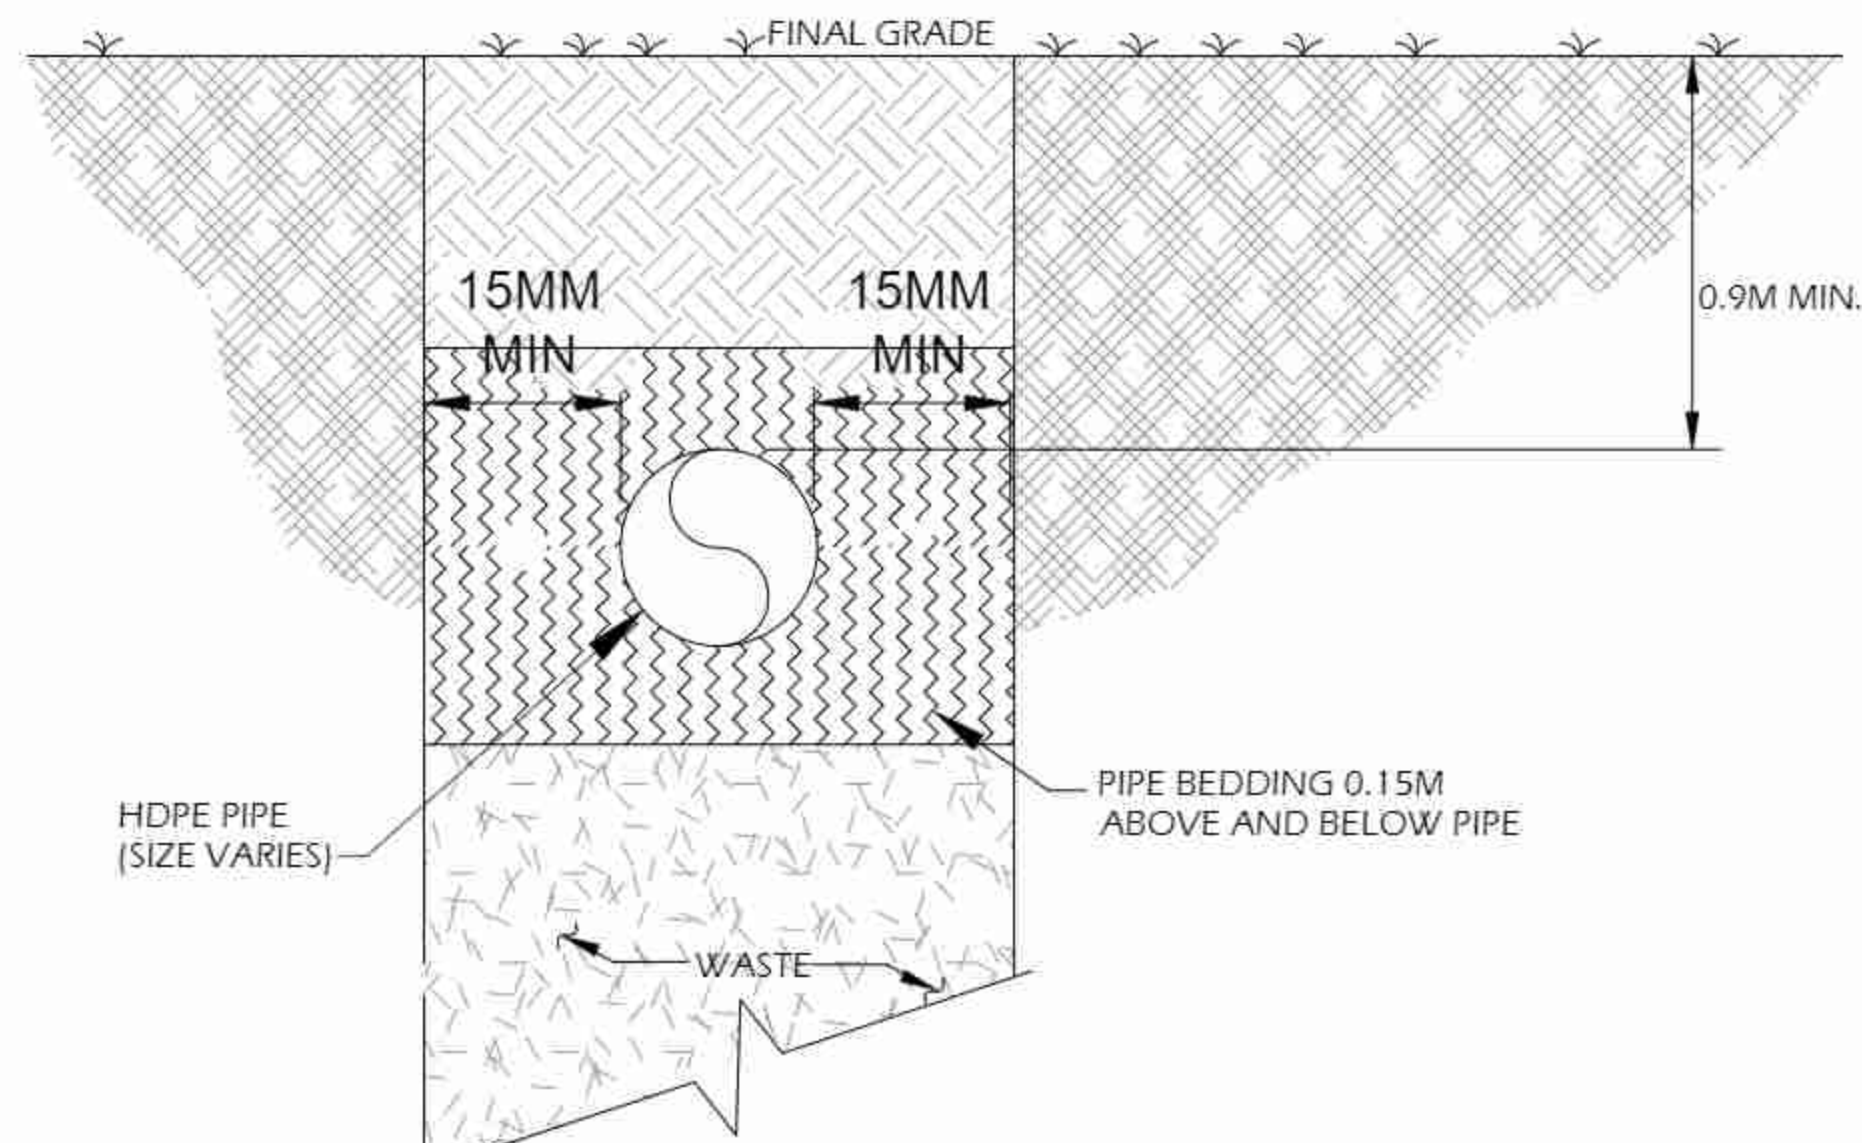 FINAL GRADE
15MM
MIN
15MM
MIN
0.9M MIN.
HDPE PIPE
(SIZE VARIES)
PIPE BEDDING 0.15M
ABOVE AND BELOW PIPE
WASTE